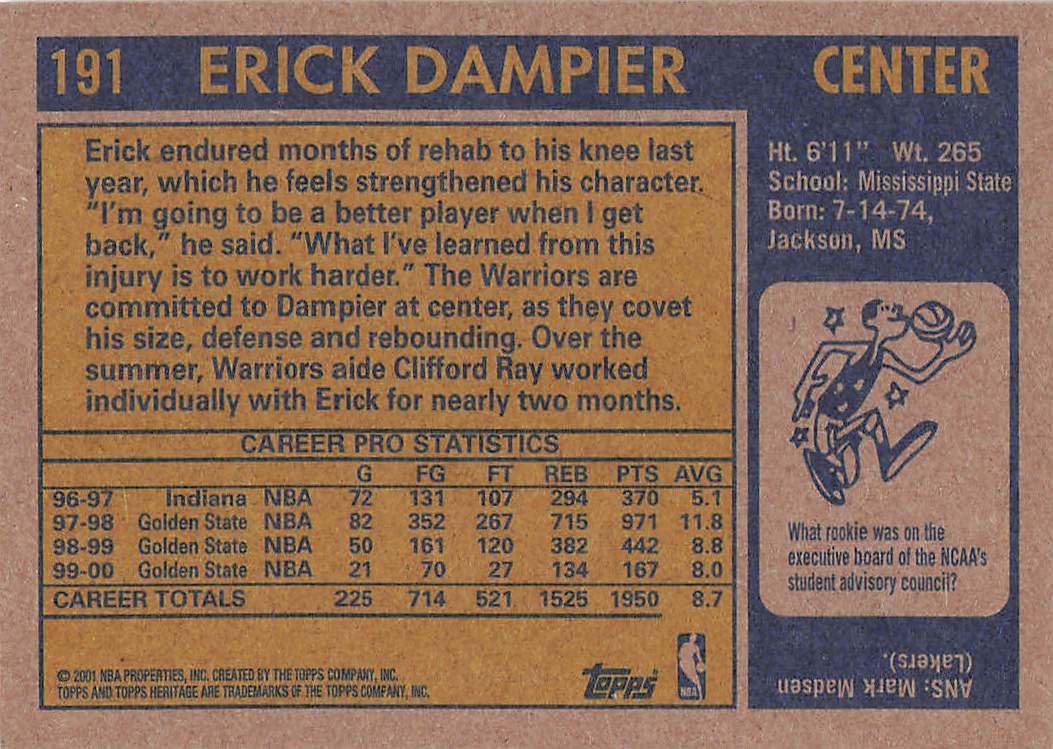 191 ERICK DAMPIER CENTER
Erick endured months of rehab to his knee last
year, which he feels strengthened his character.
"I'm going to be a better player when I get
back," he said. "What I've learned from this
injury is to work harder." The Warriors are
committed to Dampier at center, as they covet
his size, defense and rebounding. Over the
summer, Warriors aide Clifford Ray worked
individually with Erick for nearly two months.
CAREER PRO STATISTICS
G FG FT REB PTS AVG
96-97 Indiana NBA 72 131 107 294 370 5.1
97-98 Golden State NBA 82 352 267 715 971 11.8
98-99 Golden State NBA 50 161 120 382 442 8.8
99-00 Golden State NBA 21 70 27 134 167 8.0
CAREER TOTALS 225 714 521 1525 1950 8.7
© 2001 NBA PROPERTIES, INC. CREATED BY THE TOPPS COMPANY, INC.
TOPPS AND TOPPS HERITAGE ARE TRADEMARKS OF THE TOPPS COMPANY, INC.
Topps
NBA
Ht. 6'11" Wt. 265
School: Mississippi State
Born: 7-14-74,
Jackson, MS
What rookie was on the
executive board of the NCAA's
student advisory council?
ANS: Mark Madsen
(Lakers).